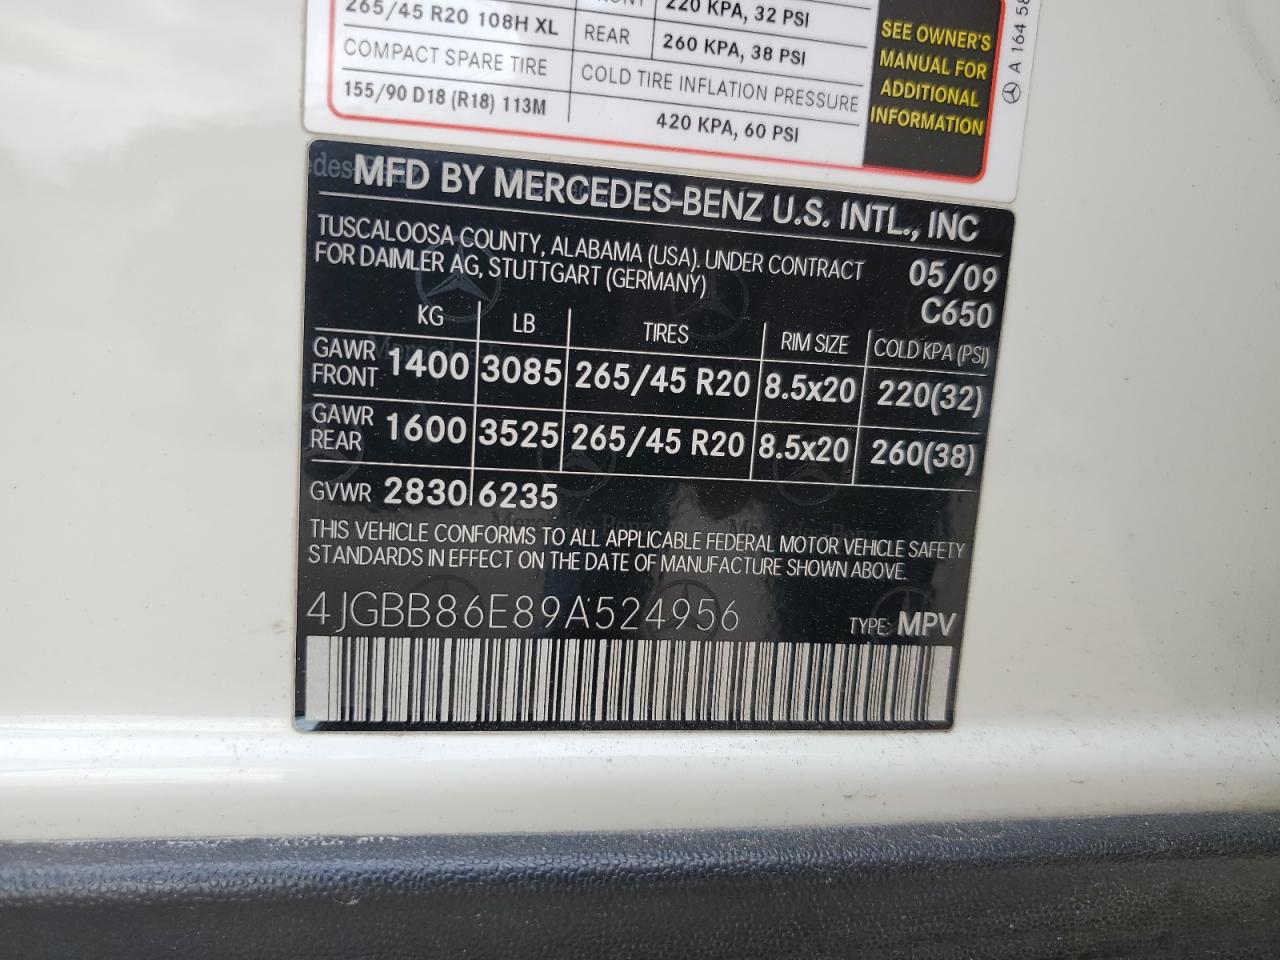 FRONT 220 KPA, 32 PSI
265/45 R20 108H XL REAR 260 KPA, 38 PSI
COMPACT SPARE TIRE COLD TIRE INFLATION PRESSURE
155/90 D18 (R18) 113M 420 KPA, 60 PSI
SEE OWNER'S
MANUAL FOR
ADDITIONAL
INFORMATION
A 164 58
MFD BY MERCEDES-BENZ U.S. INTL., INC
TUSCALOOSA COUNTY, ALABAMA (USA). UNDER CONTRACT 05/09
FOR DAIMLER AG, STUTTGART (GERMANY) C650
KG LB TIRES RIM SIZE COLD KPA (PSI)
GAWR FRONT 1400 3085 265/45 R20 8.5x20 220(32)
GAWR REAR 1600 3525 265/45 R20 8.5x20 260(38)
GVWR 2830 6235
THIS VEHICLE CONFORMS TO ALL APPLICABLE FEDERAL MOTOR VEHICLE SAFETY
STANDARDS IN EFFECT ON THE DATE OF MANUFACTURE SHOWN ABOVE.
4JGBB86E89A524956 TYPE: MPV